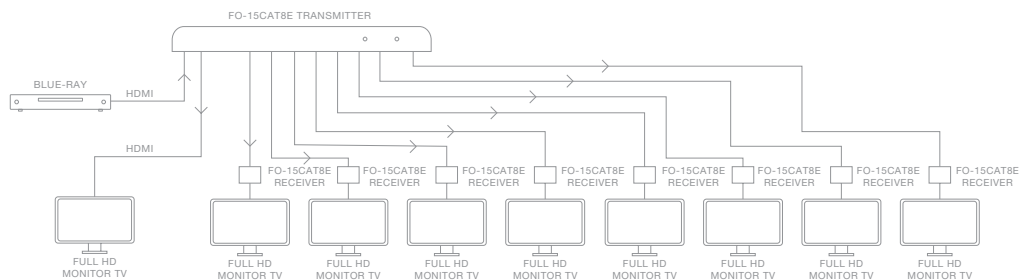 FO-15CAT8E TRANSMITTER
BLUE-RAY
HDMI
HDMI
FO-15CAT8E
RECEIVER
FO-15CAT8E
RECEIVER
FO-15CAT8E
RECEIVER
FO-15CAT8E
RECEIVER
FO-15CAT8E
RECEIVER
FO-15CAT8E
RECEIVER
FO-15CAT8E
RECEIVER
FO-15CAT8E
RECEIVER
FULL HD
MONITOR TV
FULL HD
MONITOR TV
FULL HD
MONITOR TV
FULL HD
MONITOR TV
FULL HD
MONITOR TV
FULL HD
MONITOR TV
FULL HD
MONITOR TV
FULL HD
MONITOR TV
FULL HD
MONITOR TV